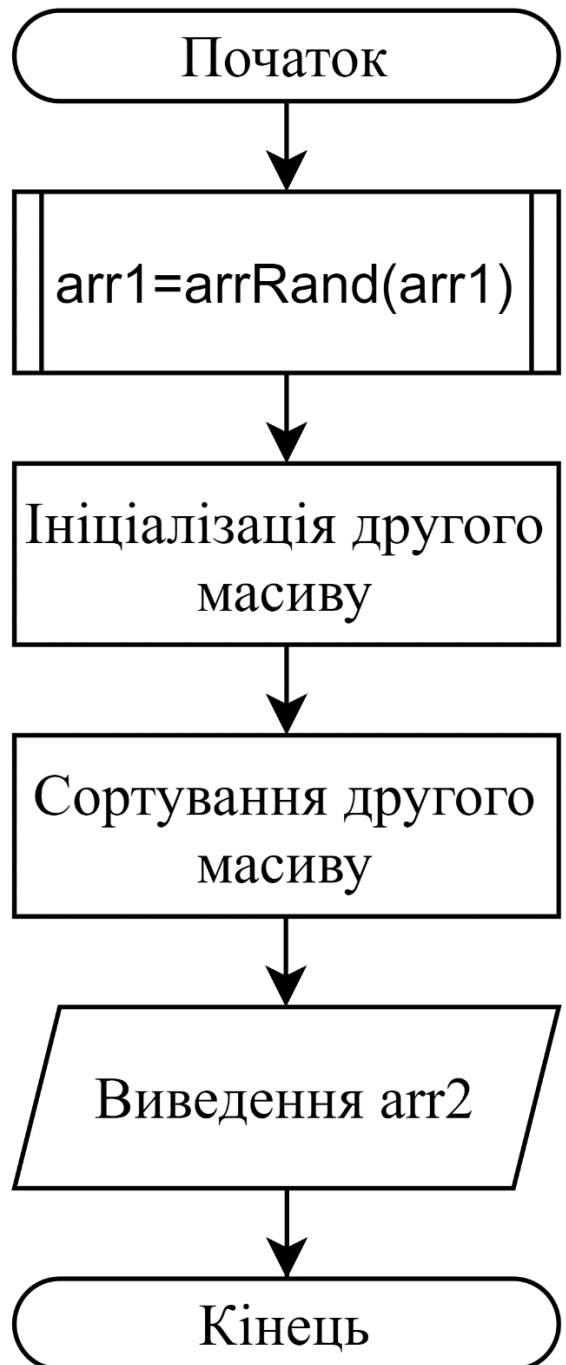 Початок
arr1=arrRand(arr1)
Ініціалізація другого
масиву
Сортування другого
масиву
Виведення arr2
Кінець